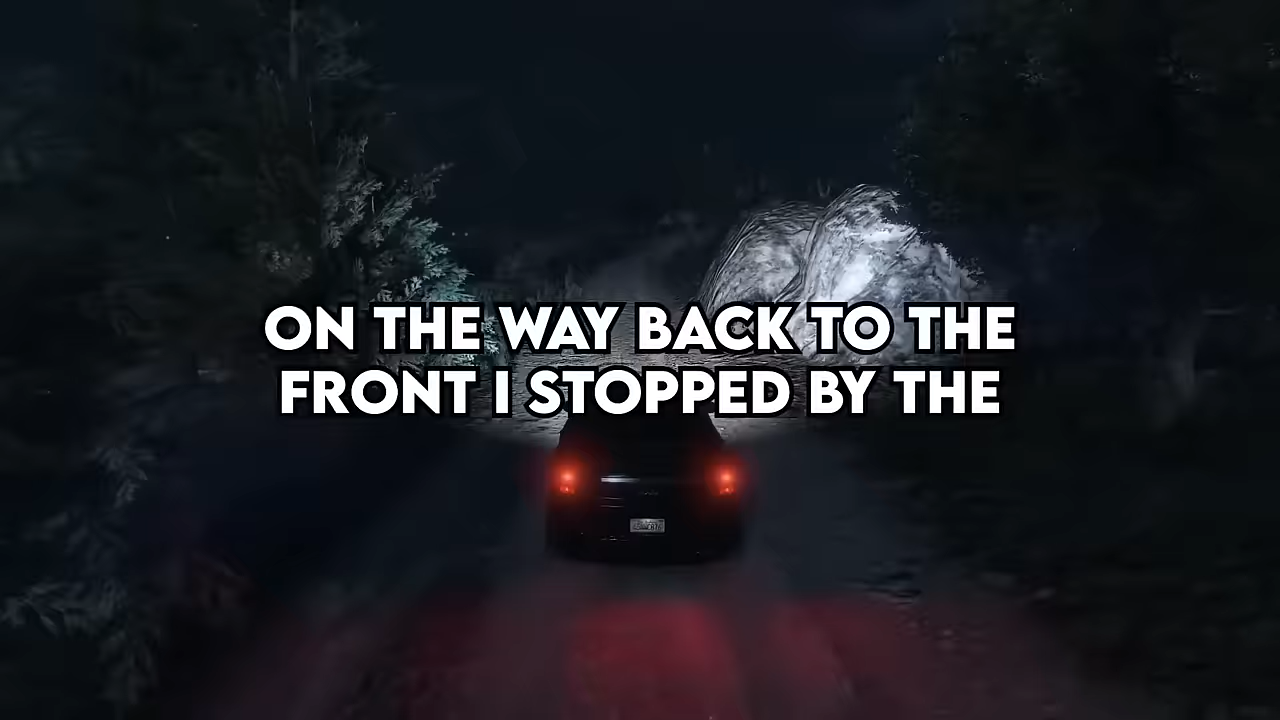 ON THE WAY BACK TO THE
FRONT I STOPPED BY THE